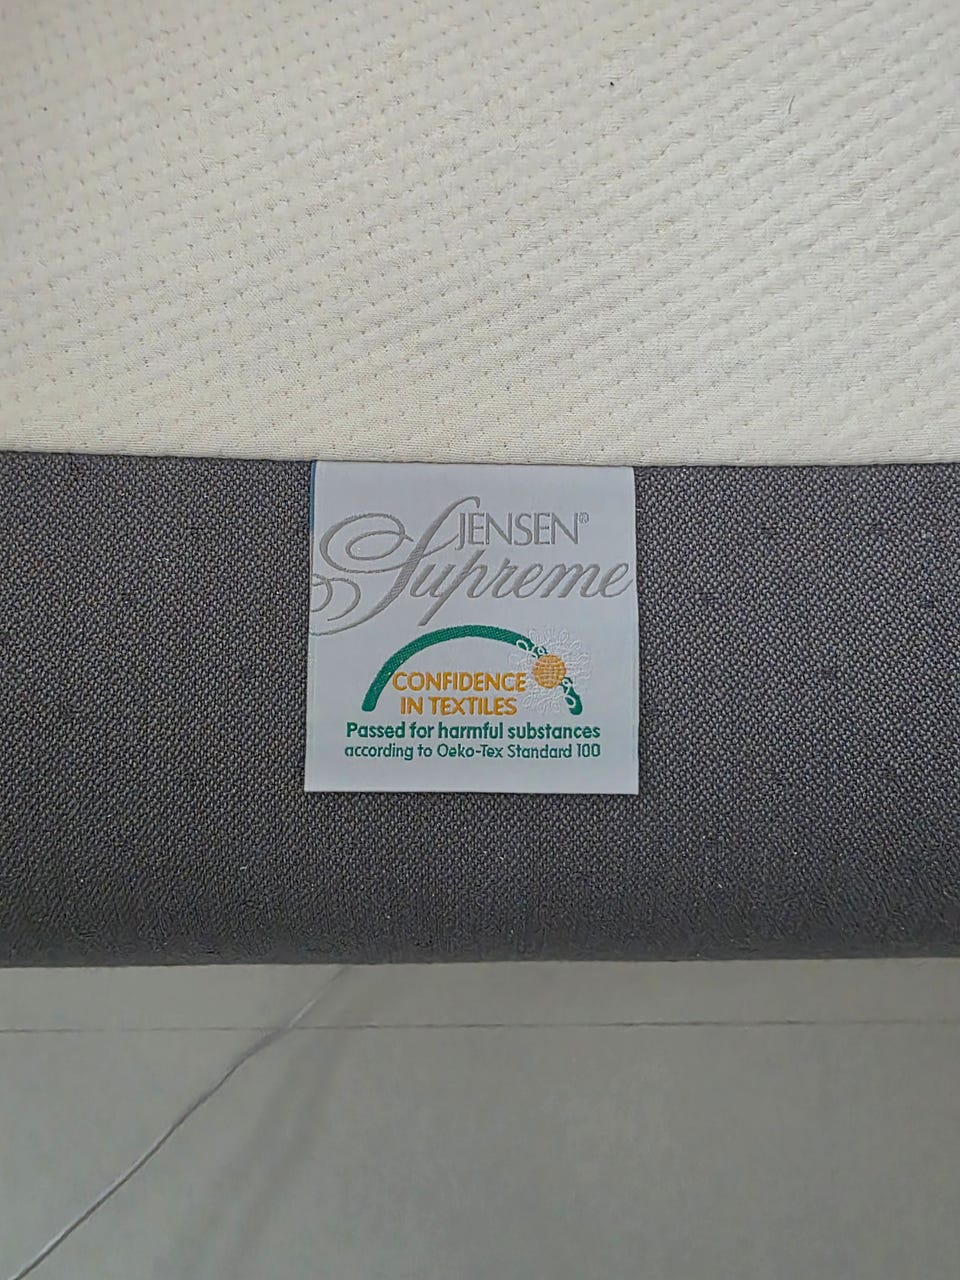 JENSEN®
Supreme
CONFIDENCE
IN TEXTILES
Passed for harmful substances
according to Oeko-Tex Standard 100